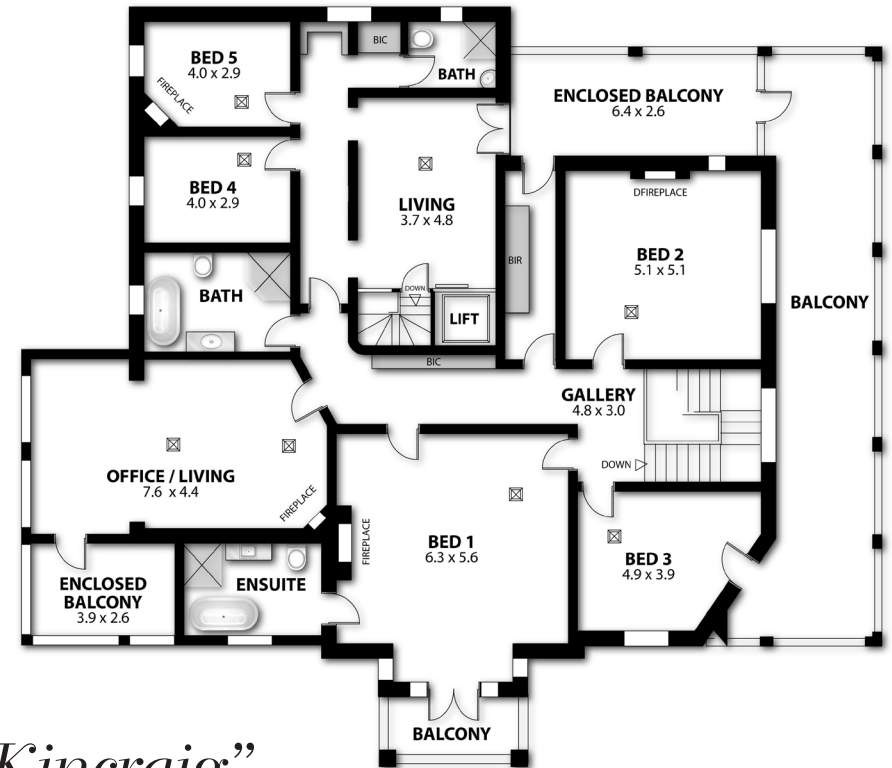 BED 5
4.0 x 2.9
FIREPLACE
BIC
BATH
ENCLOSED BALCONY
6.4 x 2.6
BED 4
4.0 x 2.9
LIVING
3.7 x 4.8
DFIREPLACE
BED 2
5.1 x 5.1
BIR
BATH
DOWN
LIFT
BALCONY
BIC
GALLERY
4.8 x 3.0
DOWN
OFFICE / LIVING
7.6 x 4.4
FIREPLACE
FIREPLACE
BED 1
6.3 x 5.6
BED 3
4.9 x 3.9
ENCLOSED
BALCONY
3.9 x 2.6
ENSUITE
BALCONY
Kincraig”